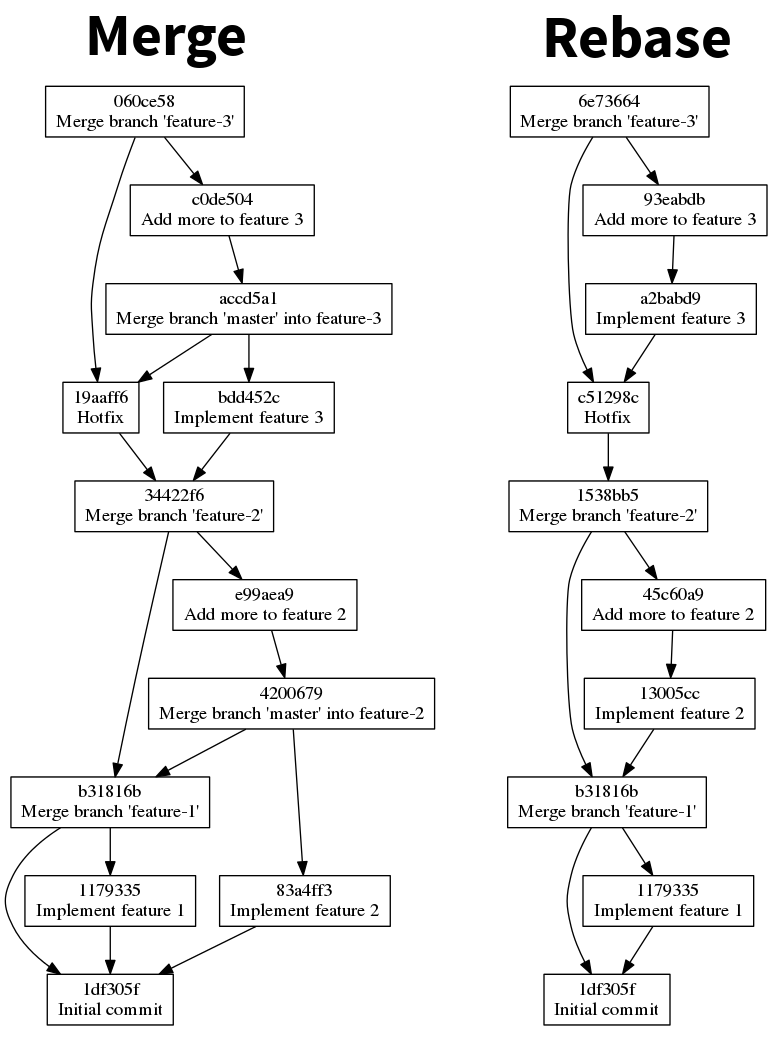 Merge
060ce58
Merge branch 'feature-3'
c0de504
Add more to feature 3
accd5a1
Merge branch 'master' into feature-3
19aaff6
Hotfix
bdd452c
Implement feature 3
34422f6
Merge branch 'feature-2'
e99aea9
Add more to feature 2
4200679
Merge branch 'master' into feature-2
b31816b
Merge branch 'feature-1'
1179335
Implement feature 1
83a4ff3
Implement feature 2
1df305f
Initial commit
Rebase
6e73664
Merge branch 'feature-3'
93eabdb
Add more to feature 3
a2babd9
Implement feature 3
c51298c
Hotfix
1538bb5
Merge branch 'feature-2'
45c60a9
Add more to feature 2
13005cc
Implement feature 2
b31816b
Merge branch 'feature-1'
1179335
Implement feature 1
1df305f
Initial commit